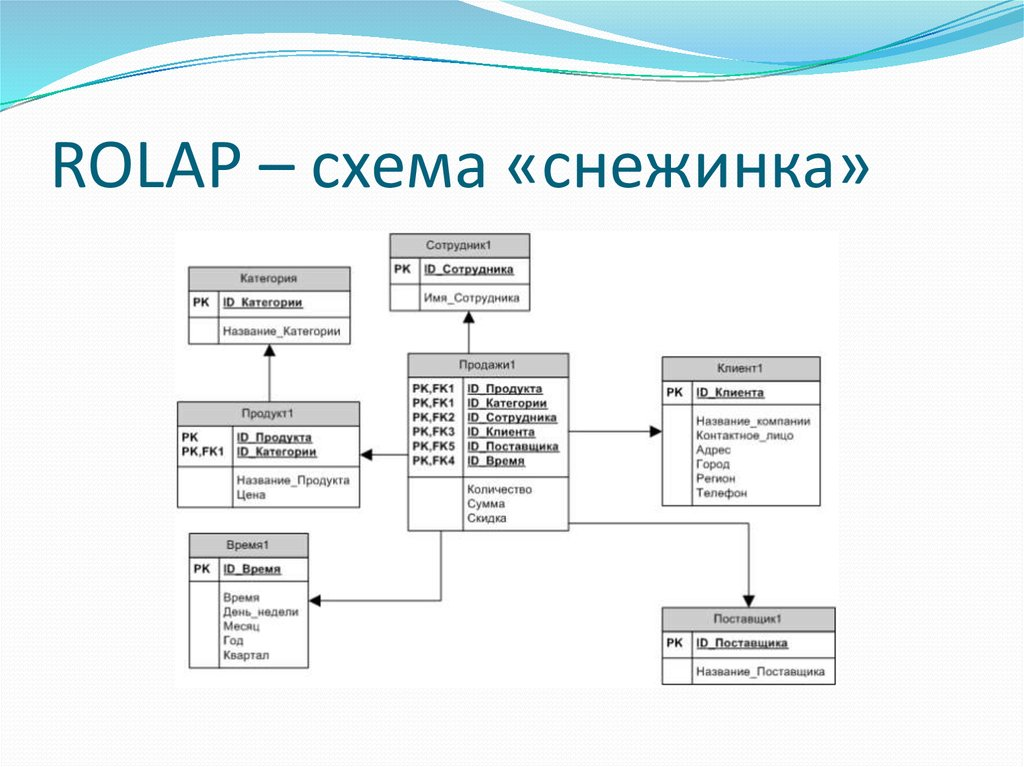 ROLAP – схема «снежинка»
Сотрудник1
PK ID_Сотрудника
Имя_Сотрудника
Категория
PK ID_Категории
Название_Категории
Продажи1
PK,FK1 ID_Продукта
PK,FK1 ID_Категории
PK,FK2 ID_Сотрудника
PK,FK3 ID_Клиента
PK,FK5 ID_Поставщика
PK,FK4 ID_Время
Количество
Сумма
Скидка
Клиент1
PK ID_Клиента
Название_компании
Контактное_лицо
Адрес
Город
Регион
Телефон
Продукт1
PK ID_Продукта
PK,FK1 ID_Категории
Название_Продукта
Цена
Время1
PK ID_Время
Время
День_недели
Месяц
Год
Квартал
Поставщик1
PK ID_Поставщика
Название_Поставщика